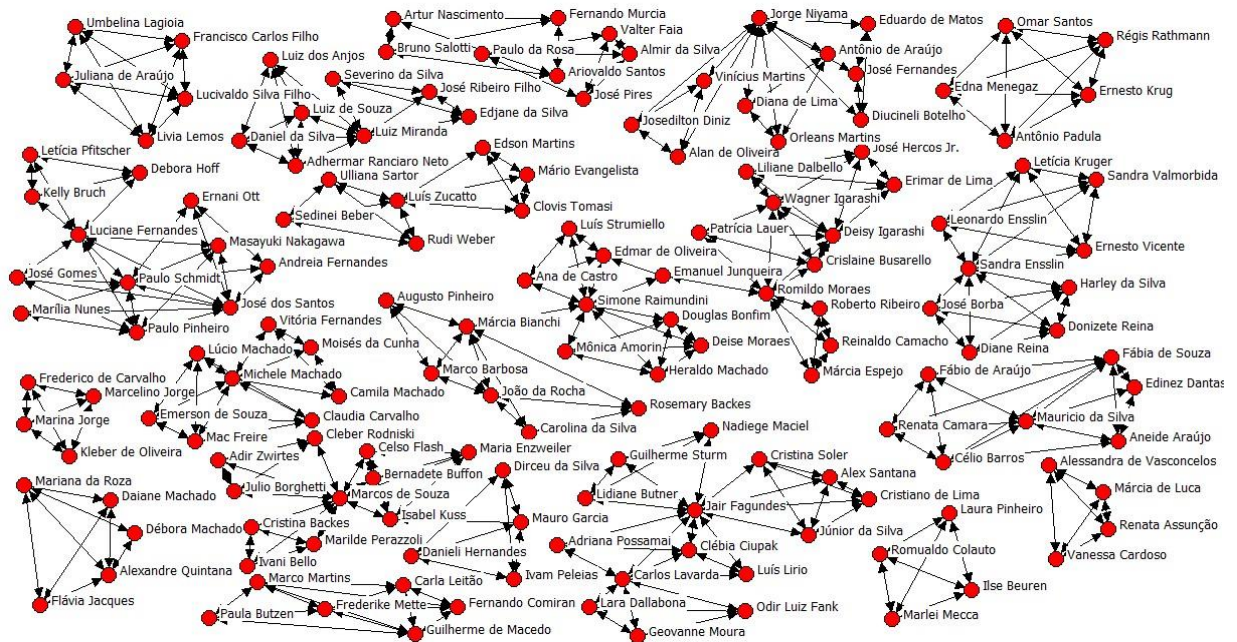 Umbelina Lagioia
Francisco Carlos Filho
Juliana de Araújo
Lucivaldo Silva Filho
Livia Lemos
Artur Nascimento
Fernando Murcia
Bruno Salotti
Paulo da Rosa
Valter Faia
Almir da Silva
Ariovaldo Santos
José Pires
Luiz dos Anjos
Severino da Silva
José Ribeiro Filho
Luiz de Souza
Edjane da Silva
Daniel da Silva
Luiz Miranda
Adhermar Ranciaro Neto
Jorge Niyama
Eduardo de Matos
Antônio de Araújo
José Fernandes
Vinícius Martins
Diana de Lima
Diucineli Botelho
Josedilton Diniz
Orleans Martins
Alan de Oliveira
Omar Santos
Régis Rathmann
Edna Menegaz
Ernesto Krug
Antônio Padula
Letícia Pfitscher
Debora Hoff
Kelly Bruch
Ernani Ott
Luciane Fernandes
Masayuki Nakagawa
Andreia Fernandes
José Gomes
Paulo Schmidt
Marília Nunes
José dos Santos
Paulo Pinheiro
Ulliana Sartor
Edson Martins
Mário Evangelista
Luís Zucatto
Clovis Tomasi
Sedinei Beber
Rudi Weber
José Hercos Jr.
Liliane Dalbello
Erimar de Lima
Wagner Igarashi
Patrícia Lauer
Deisy Igarashi
Crislaine Busarello
Romildo Moraes
Roberto Ribeiro
Reinaldo Camacho
Márcia Espejo
Luís Strumiello
Edmar de Oliveira
Ana de Castro
Emanuel Junqueira
Simone Raimundini
Douglas Bonfim
Mônica Amorin
Deise Moraes
Heraldo Machado
Letícia Kruger
Sandra Valmorbida
Leonardo Ensslin
Ernesto Vicente
Sandra Ensslin
Harley da Silva
José Borba
Donizete Reina
Diane Reina
Augusto Pinheiro
Márcia Bianchi
Marco Barbosa
João da Rocha
Rosemary Backes
Carolina da Silva
Vitória Fernandes
Lúcio Machado
Moisés da Cunha
Michele Machado
Camila Machado
Emerson de Souza
Claudia Carvalho
Mac Freire
Cleber Rodniski
Frederico de Carvalho
Marcelino Jorge
Marina Jorge
Kleber de Oliveira
Fábia de Souza
Fábio de Araújo
Edinez Dantas
Renata Camara
Mauricio da Silva
Aneide Araújo
Célio Barros
Adir Zwirtes
Celso Flash
Maria Enzweiler
Bernadete Buffon
Julio Borghetti
Marcos de Souza
Isabel Kuss
Cristina Backes
Marilde Perazzoli
Ivani Bello
Dirceu da Silva
Mauro Garcia
Danieli Hernandes
Ivam Peleias
Nadiege Maciel
Guilherme Sturm
Cristina Soler
Alex Santana
Lidiane Butner
Cristiano de Lima
Jair Fagundes
Júnior da Silva
Adriana Possamai
Clébia Ciupak
Carlos Lavarda
Luís Lirio
Lara Dallabona
Odir Luiz Fank
Geovanne Moura
Alessandra de Vasconcelos
Márcia de Luca
Renata Assunção
Vanessa Cardoso
Laura Pinheiro
Romualdo Colauto
Ilse Beuren
Marlei Mecca
Mariana da Roza
Daiane Machado
Débora Machado
Alexandre Quintana
Flávia Jacques
Marco Martins
Carla Leitão
Paula Butzen
Frederike Mette
Fernando Comiran
Guilherme de Macedo